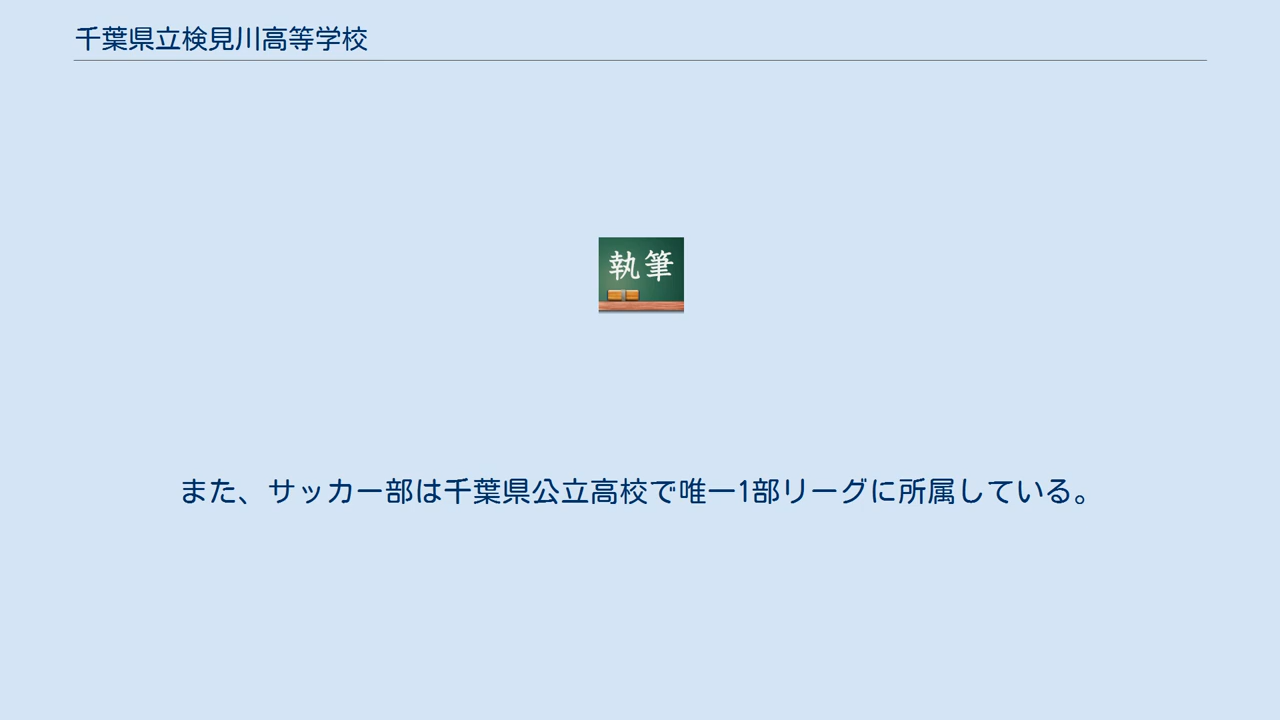 千葉県立検見川高等学校
執筆
また、サッカー部は千葉県公立高校で唯一1部リーグに所属している。